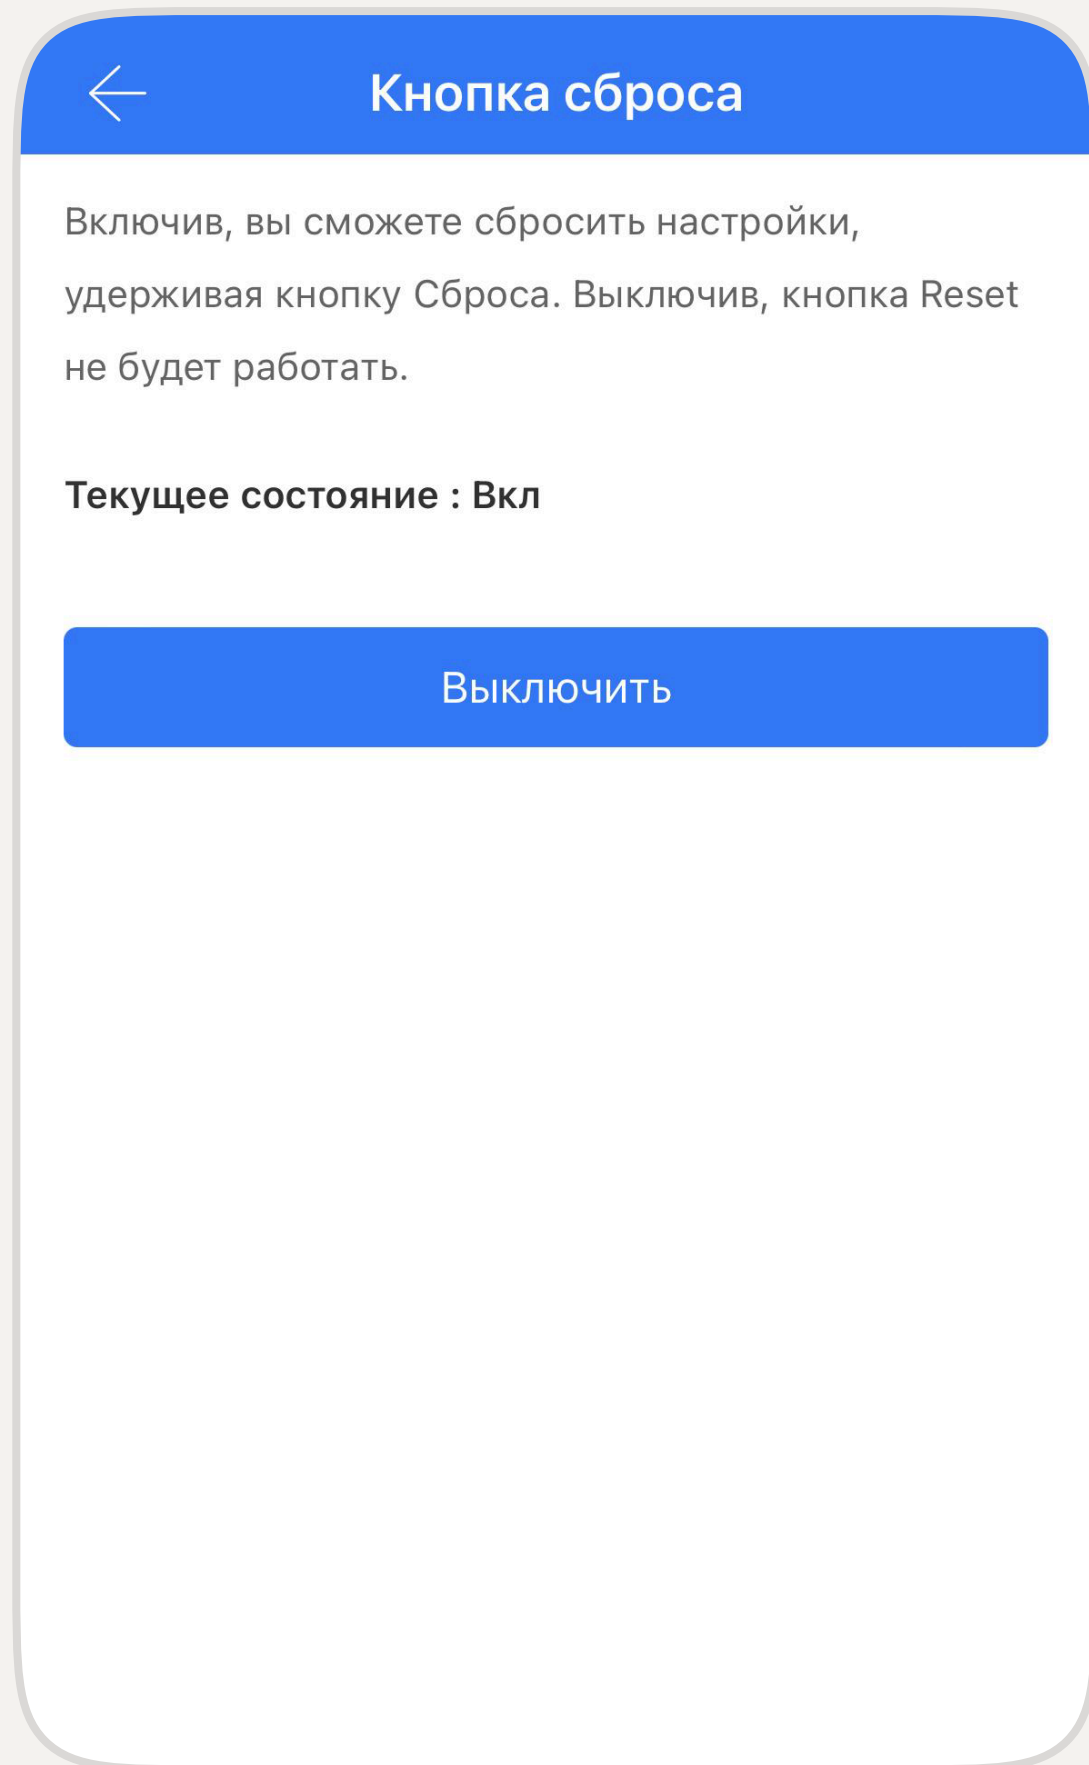 Кнопка сброса
Включив, вы сможете сбросить настройки,
удерживая кнопку Сброса. Выключив, кнопка Reset
не будет работать.
Текущее состояние : Вкл
Выключить